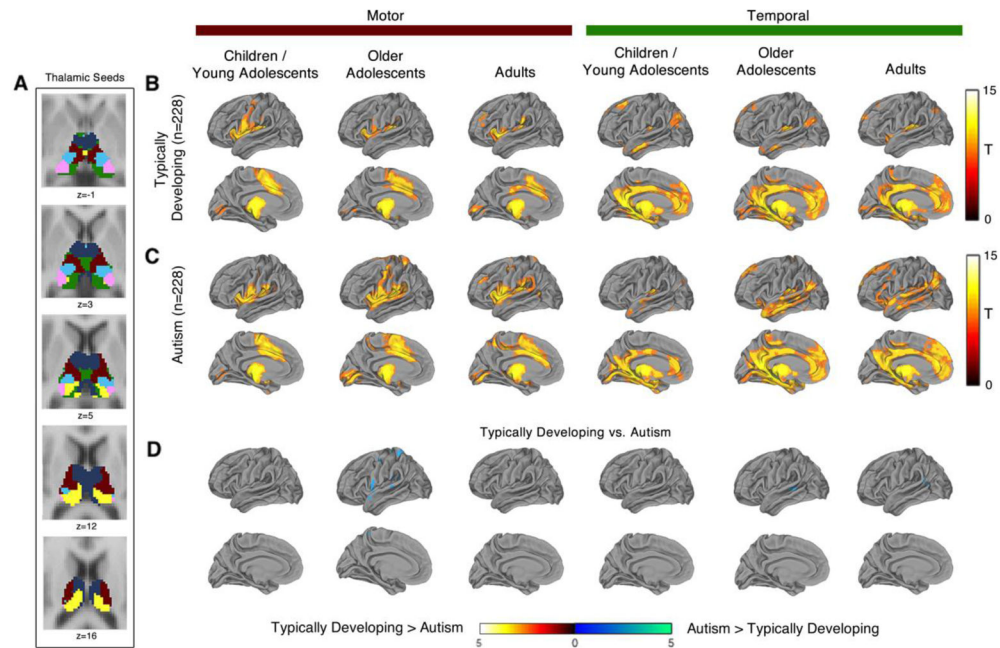 Motor
Temporal
Children /
Young Adolescents
Older
Adolescents
Adults
Children /
Young Adolescents
Older
Adolescents
Adults
A
Thalamic Seeds
z=-1
z=3
z=5
z=12
z=16
B
Typically
Developing (n=228)
15
T
0
C
Autism (n=228)
15
T
0
D
Typically Developing vs. Autism
Typically Developing > Autism
5
0
5
Autism > Typically Developing